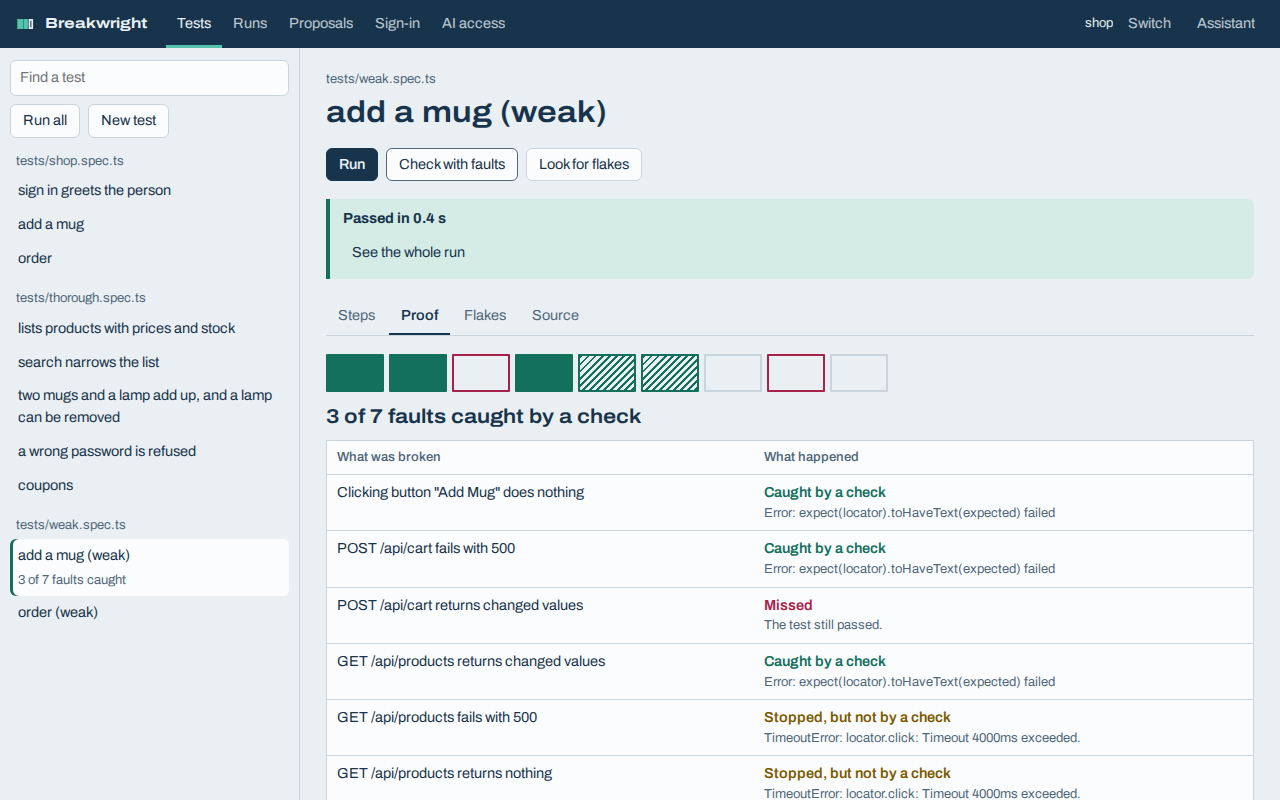 Breakwright
Tests
Runs
Proposals
Sign-in
AI access
shop
Switch
Assistant
Find a test
Run all
New test
tests/shop.spec.ts
sign in greets the person
add a mug
order
tests/thorough.spec.ts
lists products with prices and stock
search narrows the list
two mugs and a lamp add up, and a lamp
can be removed
a wrong password is refused
coupons
tests/weak.spec.ts
add a mug (weak)
3 of 7 faults caught
order (weak)
tests/weak.spec.ts
add a mug (weak)
Run
Check with faults
Look for flakes
Passed in 0.4 s
See the whole run
Steps
Proof
Flakes
Source
3 of 7 faults caught by a check
What was broken
What happened
Clicking button "Add Mug" does nothing
Caught by a check
Error: expect(locator).toHaveText(expected) failed
POST /api/cart fails with 500
Caught by a check
Error: expect(locator).toHaveText(expected) failed
POST /api/cart returns changed values
Missed
The test still passed.
GET /api/products returns changed values
Caught by a check
Error: expect(locator).toHaveText(expected) failed
GET /api/products fails with 500
Stopped, but not by a check
TimeoutError: locator.click: Timeout 4000ms exceeded.
GET /api/products returns nothing
Stopped, but not by a check
TimeoutError: locator.click: Timeout 4000ms exceeded.